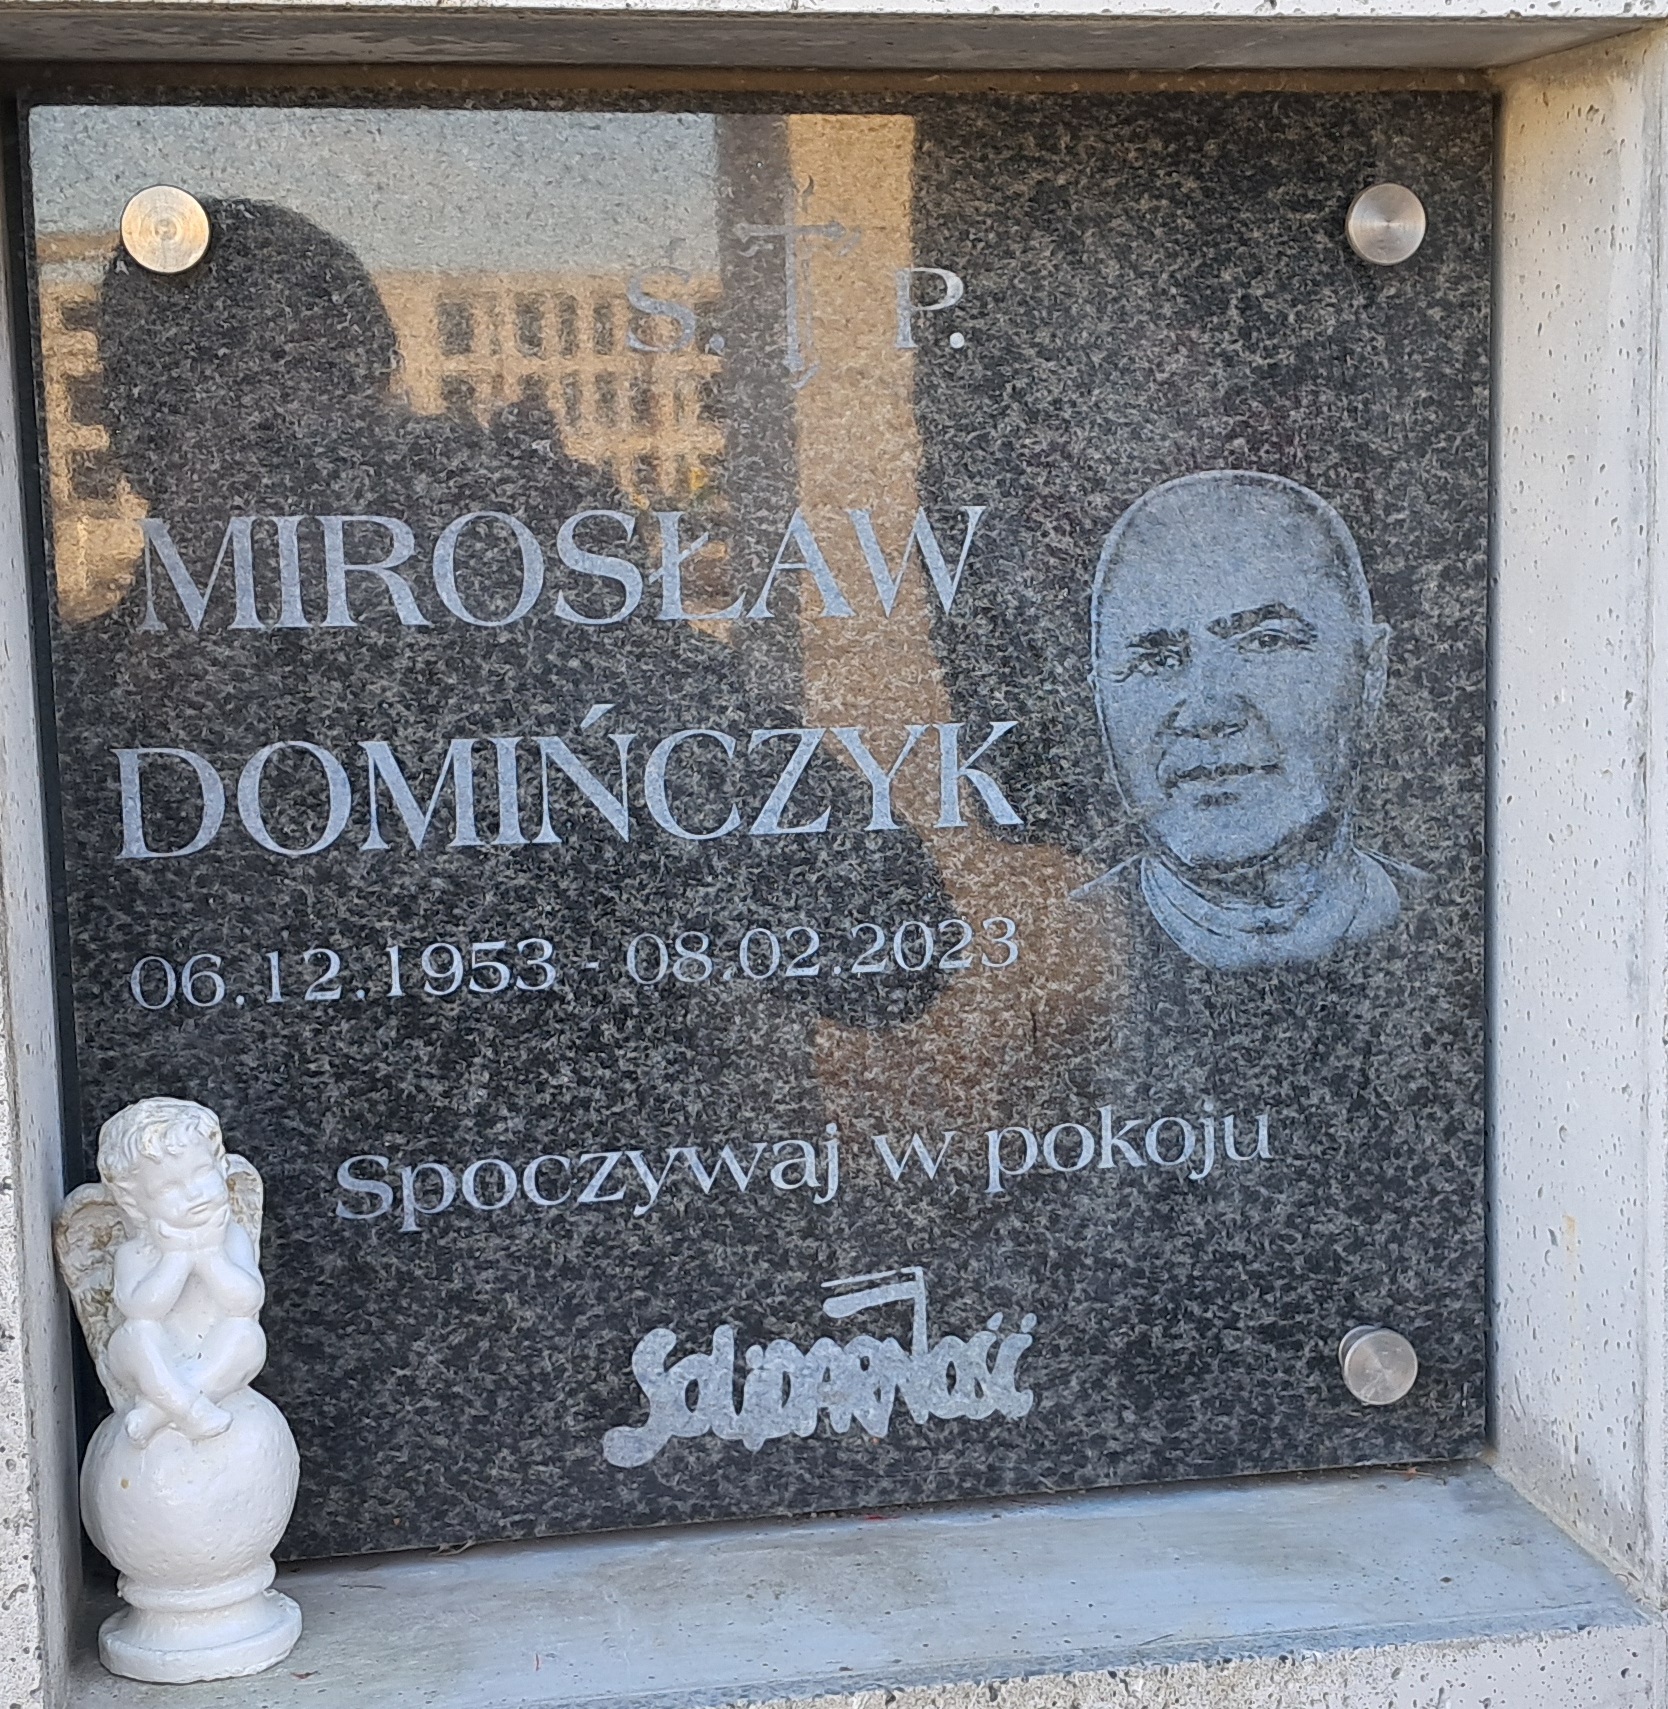 Ś. P.
MIROSŁAW
DOMIŃCZYK
06.12.1953 - 08.02.2023
Spoczywaj w pokoju
SOLIDARNOŚĆ